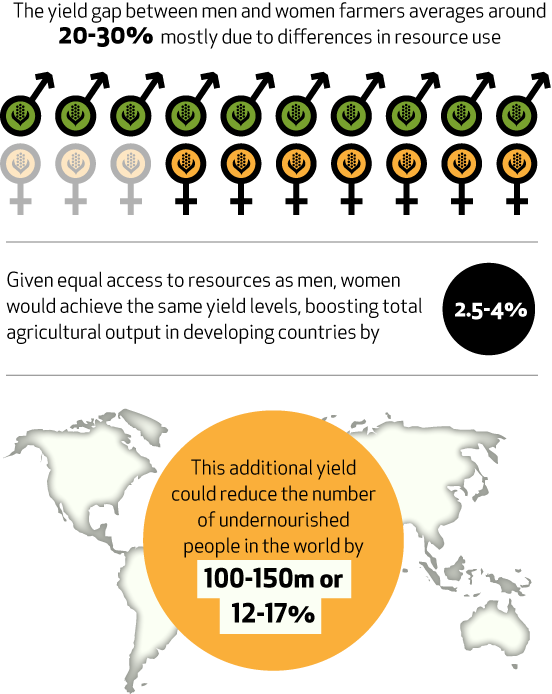 The yield gap between men and women farmers averages around
20-30% mostly due to differences in resource use
Given equal access to resources as men, women
would achieve the same yield levels, boosting total
agricultural output in developing countries by
2.5-4%
This additional yield
could reduce the number
of undernourished
people in the world by
100-150m or
12-17%